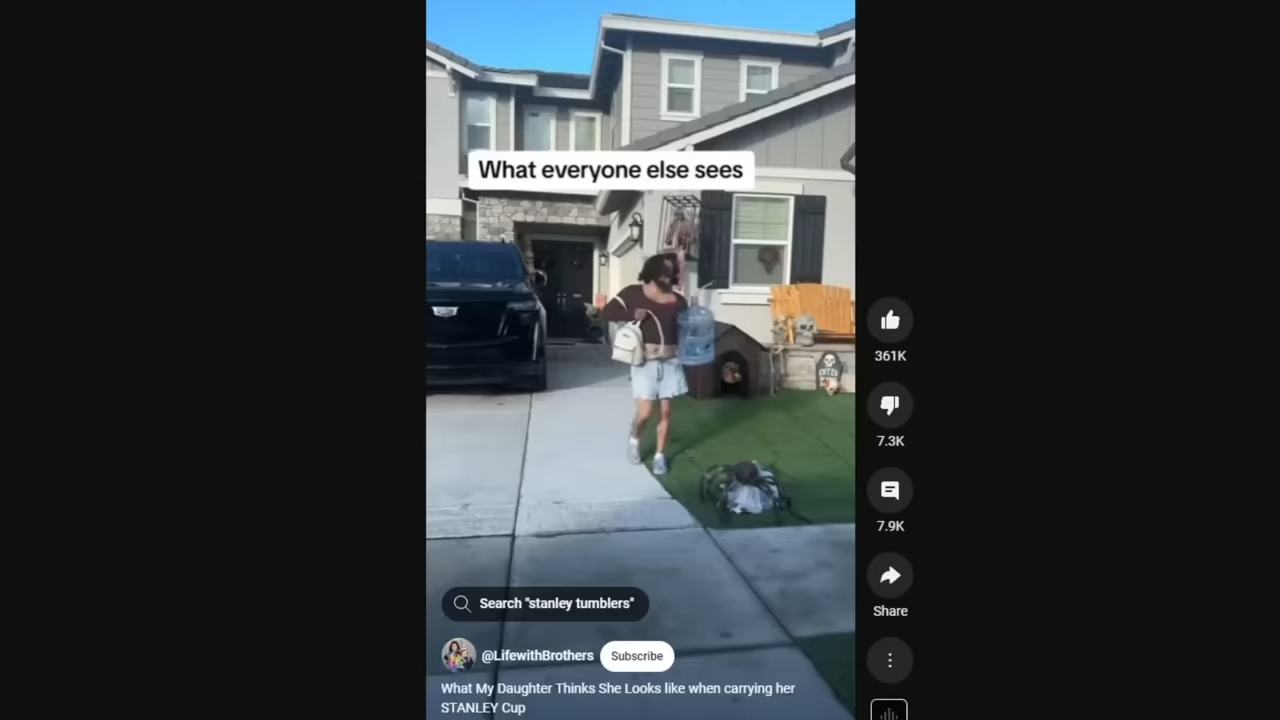 What everyone else sees
361K
7.3K
7.9K
Share
Search "stanley tumblers"
@LifewithBrothers
Subscribe
What My Daughter Thinks She Looks like when carrying her
STANLEY Cup